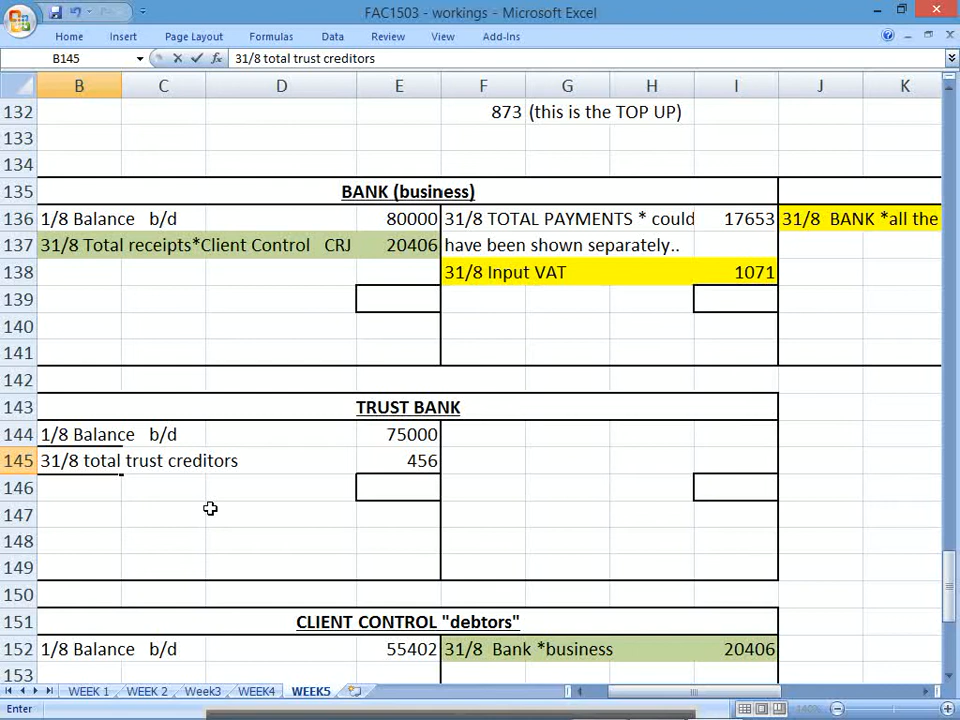 FAC1503 - workings - Microsoft Excel
Home Insert Page Layout Formulas Data Review View Add-Ins
B145 fx 31/8 total trust creditors
B C D E F G H I J K
132 873 (this is the TOP UP)
133
134
135 BANK (business)
136 1/8 Balance b/d 80000 31/8 TOTAL PAYMENTS * could 17653 31/8 BANK *all the
137 31/8 Total receipts*Client Control CRJ 20406 have been shown separately..
138 31/8 Input VAT 1071
139
140
141
142
143 TRUST BANK
144 1/8 Balance b/d 75000
145 31/8 total trust creditors 456
146
147
148
149
150
151 CLIENT CONTROL "debtors"
152 1/8 Balance b/d 55402 31/8 Bank *business 20406
153
WEEK 1 WEEK 2 Week3 WEEK4 WEEK5
Enter 140%